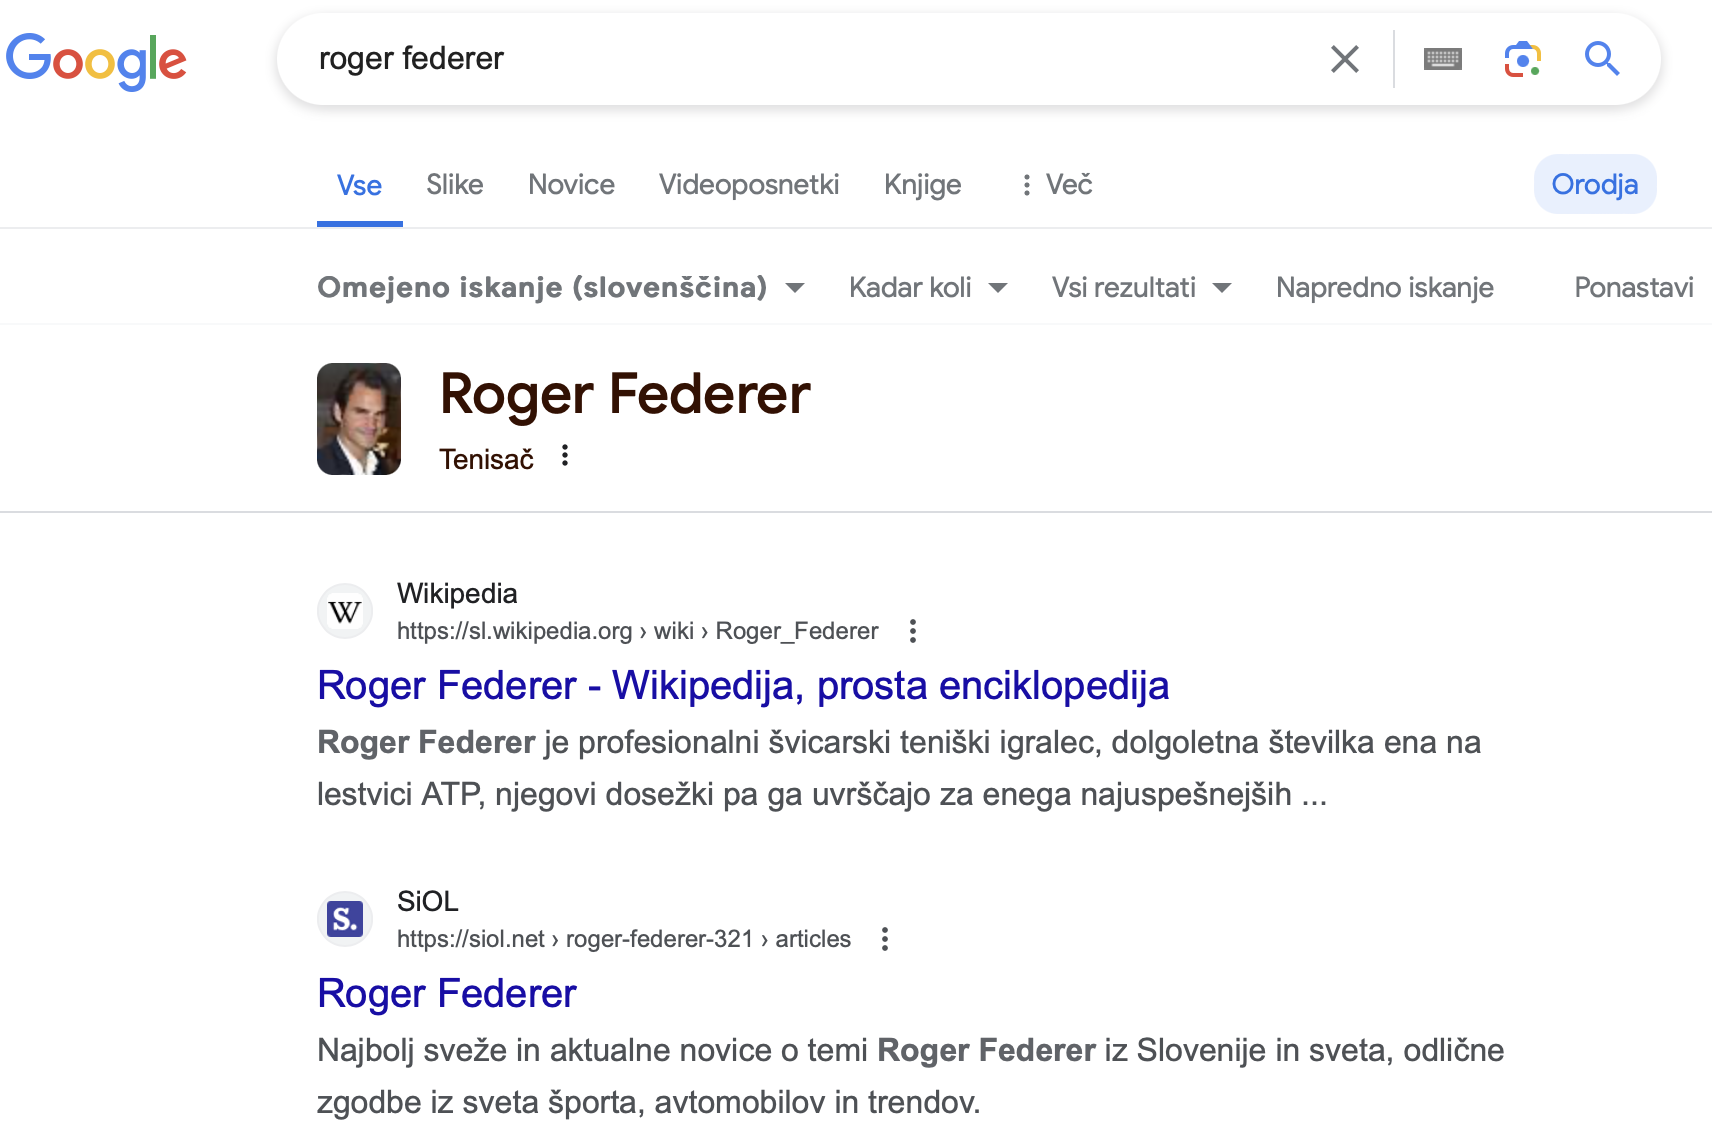 Google
roger federer
Vse Slike Novice Videoposnetki Knjige Več Orodja
Omejeno iskanje (slovenščina) Kadar koli Vsi rezultati Napredno iskanje Ponastavi
Roger Federer
Tenisač
W Wikipedia
https://sl.wikipedia.org › wiki › Roger_Federer
Roger Federer - Wikipedija, prosta enciklopedija
Roger Federer je profesionalni švicarski teniški igralec, dolgoletna številka ena na
lestvici ATP, njegovi dosežki pa ga uvrščajo za enega najuspešnejših ...
S. SiOL
https://siol.net › roger-federer-321 › articles
Roger Federer
Najbolj sveže in aktualne novice o temi Roger Federer iz Slovenije in sveta, odlične
zgodbe iz sveta športa, avtomobilov in trendov.